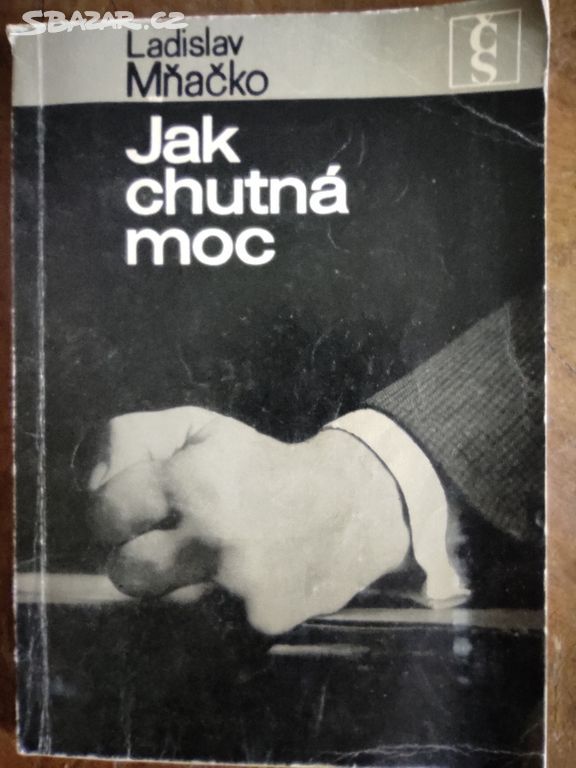 SBAZAR.CZ
Ladislav
Mňačko
ČS
Jak
chutná
moc